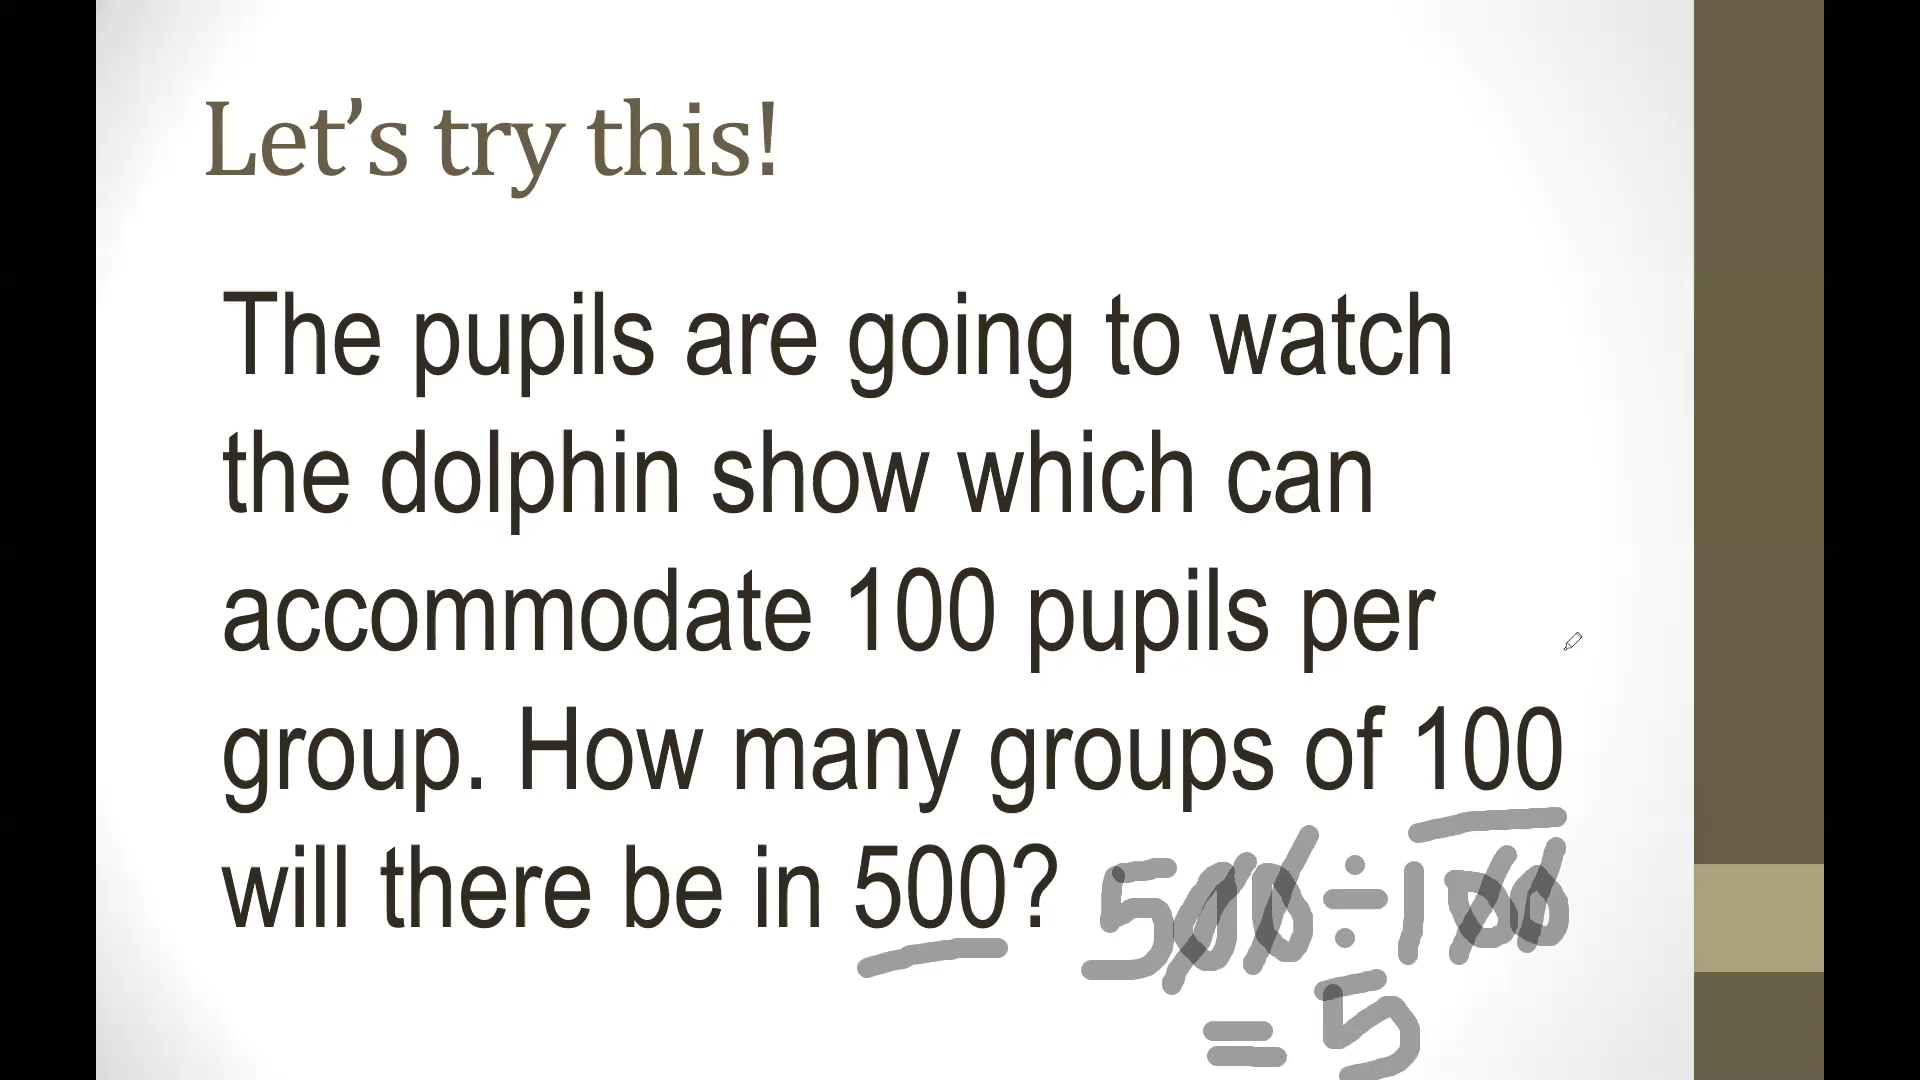 Let’s try this!
The pupils are going to watch
the dolphin show which can
accommodate 100 pupils per
group. How many groups of 100
will there be in 500?
500 ÷ 100
= 5